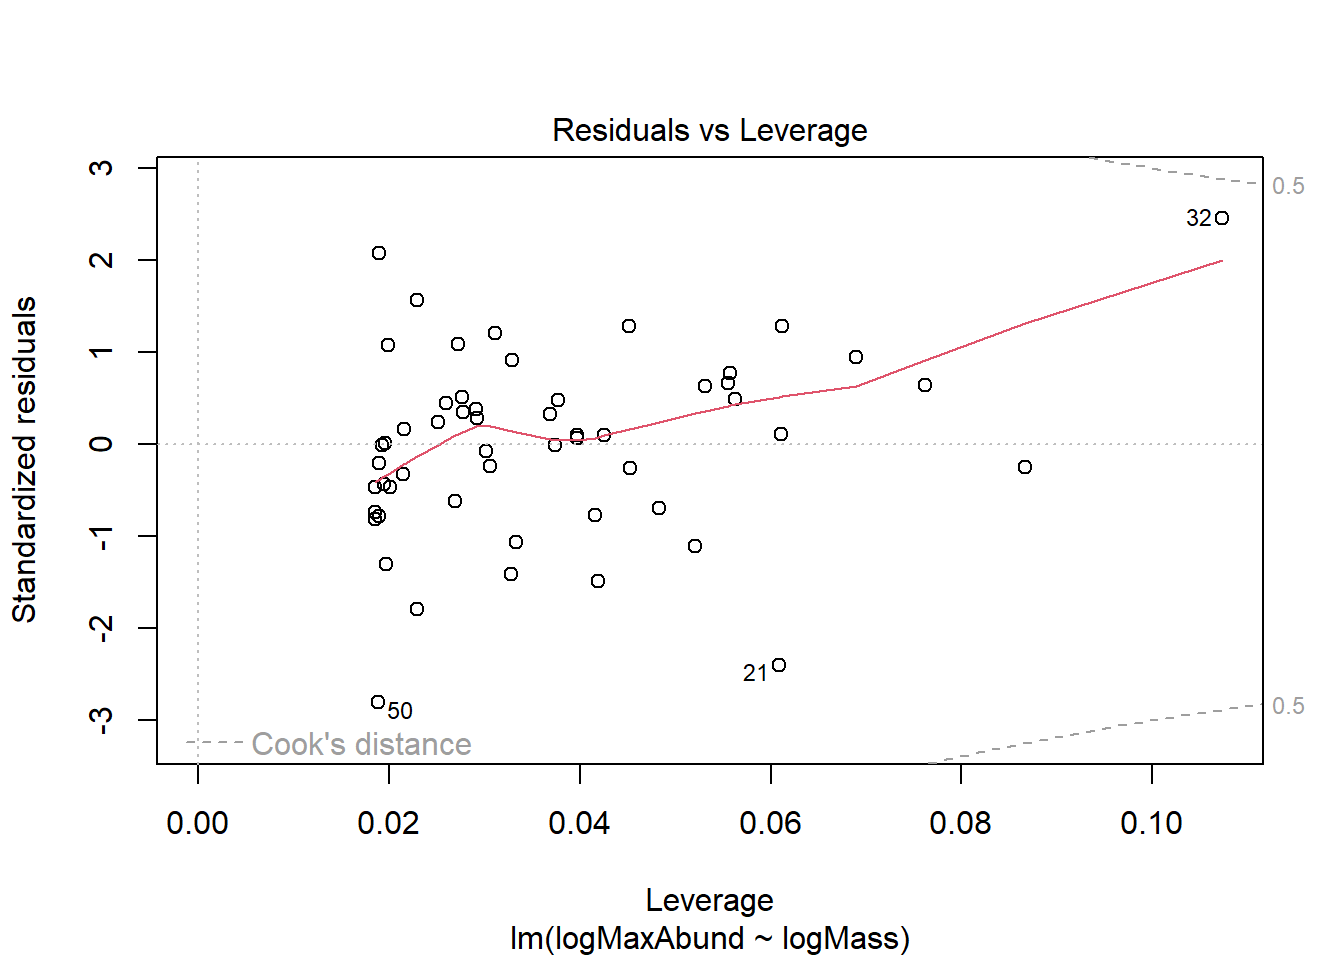 Residuals vs Leverage
Standardized residuals
3
2
1
0
-1
-2
-3
0.5
32
21
50
0.5
Cook's distance
0.00 0.02 0.04 0.06 0.08 0.10
Leverage
lm(logMaxAbund ~ logMass)